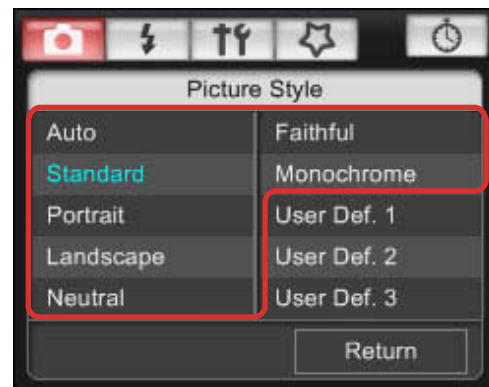 Picture Style
Auto
Standard
Portrait
Landscape
Neutral
Faithful
Monochrome
User Def. 1
User Def. 2
User Def. 3
Return